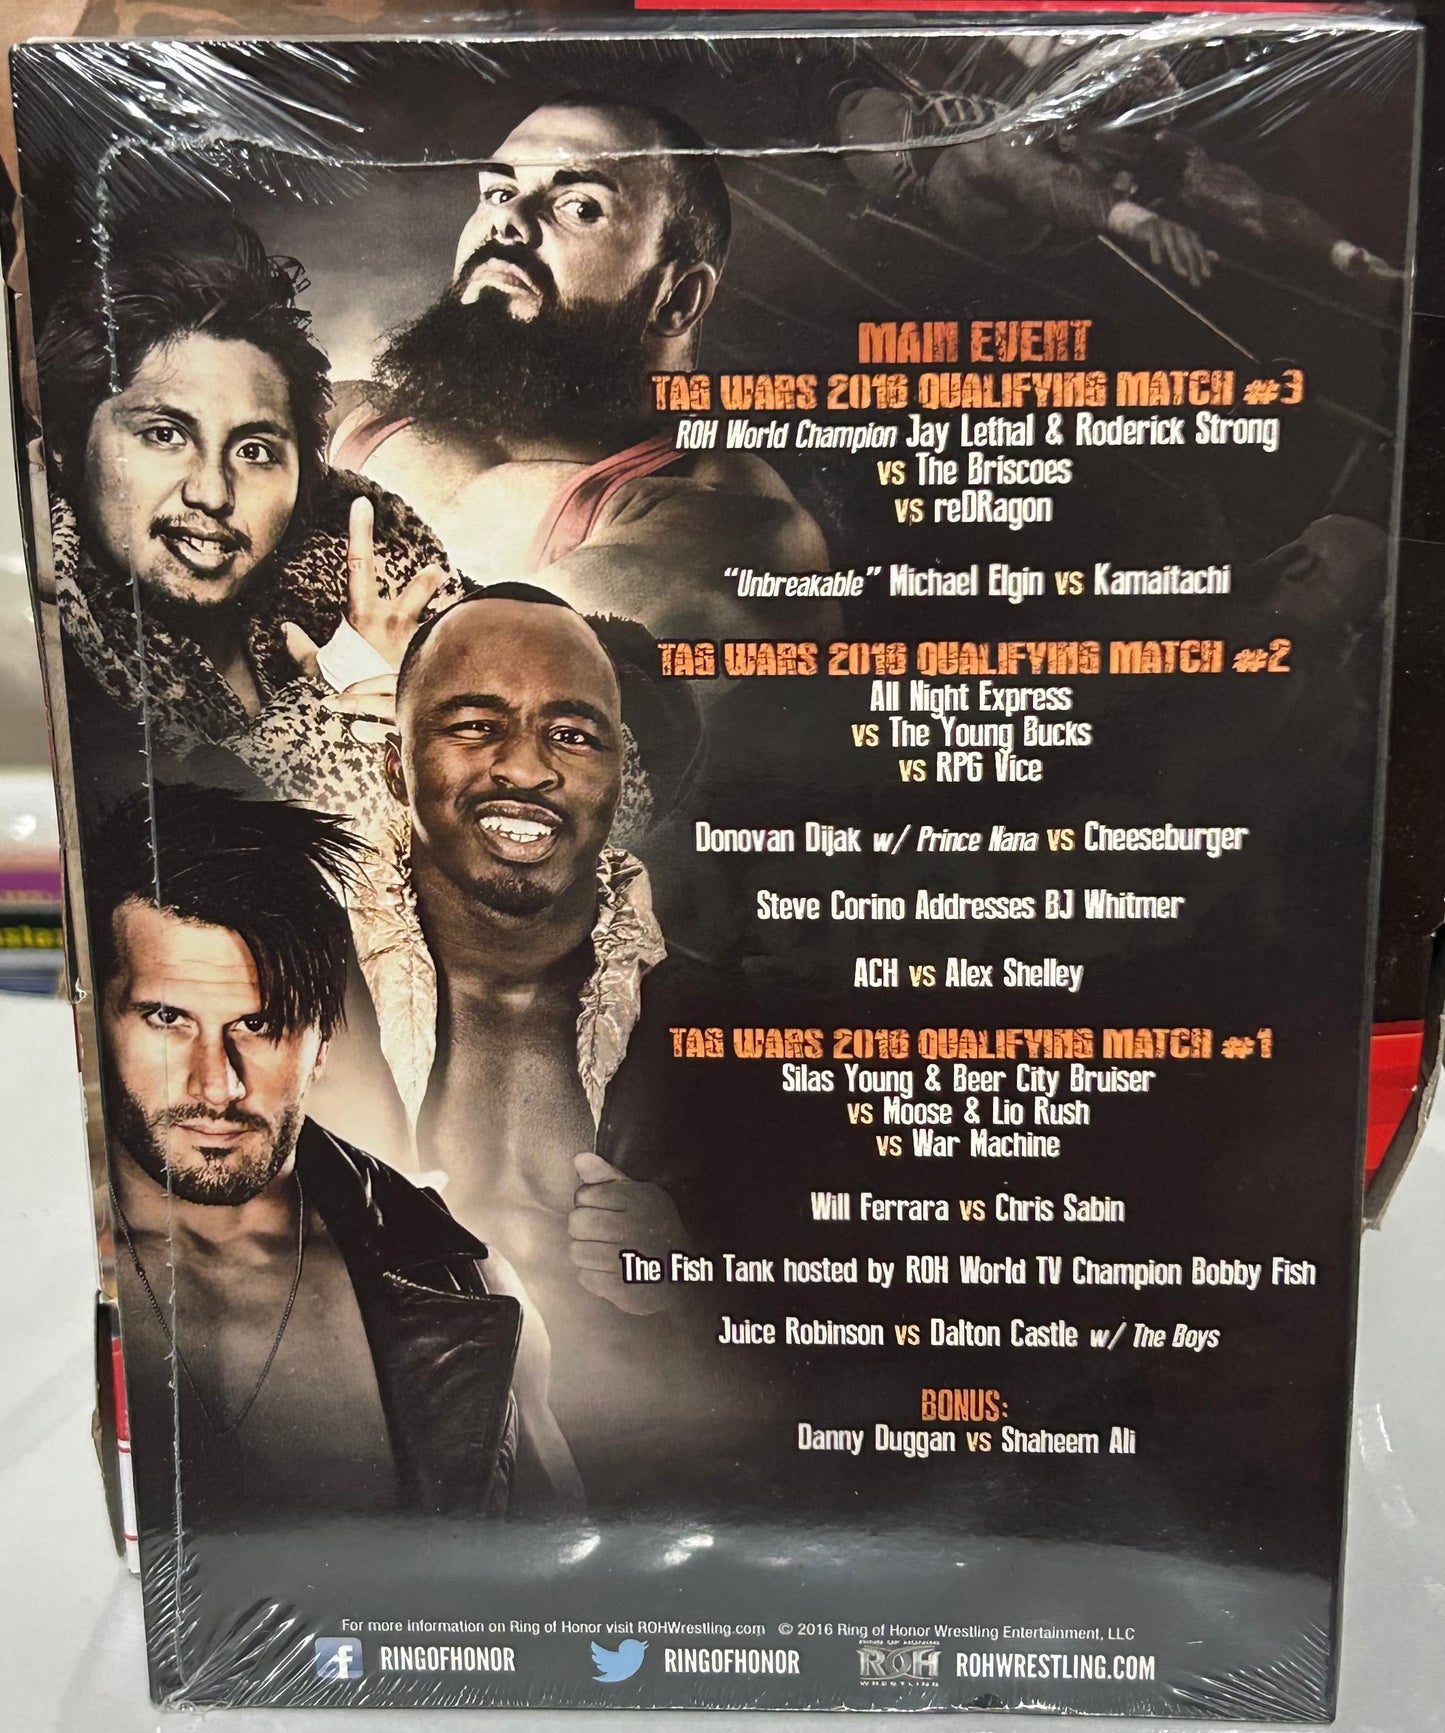 MAIN EVENT
TAG WARS 2016 QUALIFYING MATCH #3
ROH World Champion Jay Lethal & Roderick Strong
vs The Briscoes
vs reDRagon
“Unbreakable” Michael Elgin vs Kamaitachi
TAG WARS 2016 QUALIFYING MATCH #2
All Night Express
vs The Young Bucks
vs RPG Vice
Donovan Dijak w/ Prince Nana vs Cheeseburger
Steve Corino Addresses BJ Whitmer
ACH vs Alex Shelley
TAG WARS 2016 QUALIFYING MATCH #1
Silas Young & Beer City Bruiser
vs Moose & Lio Rush
vs War Machine
Will Ferrara vs Chris Sabin
The Fish Tank hosted by ROH World TV Champion Bobby Fish
Juice Robinson vs Dalton Castle w/ The Boys
BONUS:
Danny Duggan vs Shaheem Ali
For more information on Ring of Honor visit ROHWrestling.com © 2016 Ring of Honor Wrestling Entertainment, LLC
f RINGOFHONOR RINGOFHONOR ROH WRESTLING ROHWRESTLING.COM